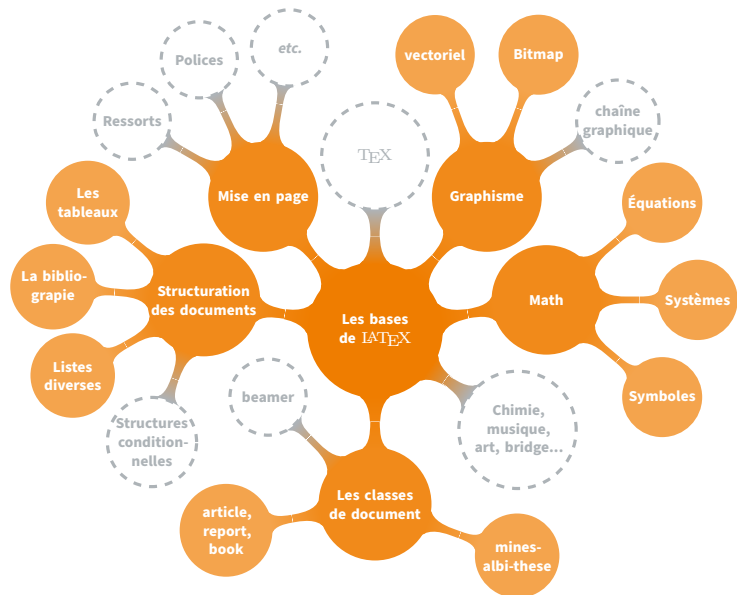 etc.
Polices
vectoriel
Bitmap
Ressorts
chaîne
graphique
TEX
Les
tableaux
Mise en page
Graphisme
Équations
La biblio-
grapie
Structuration
des documents
Math
Systèmes
Les bases
de LATEX
Listes
diverses
beamer
Symboles
Structures
condition-
nelles
Chimie,
musique,
art, bridge...
Les classes
de document
article,
report,
book
mines-
albi-these